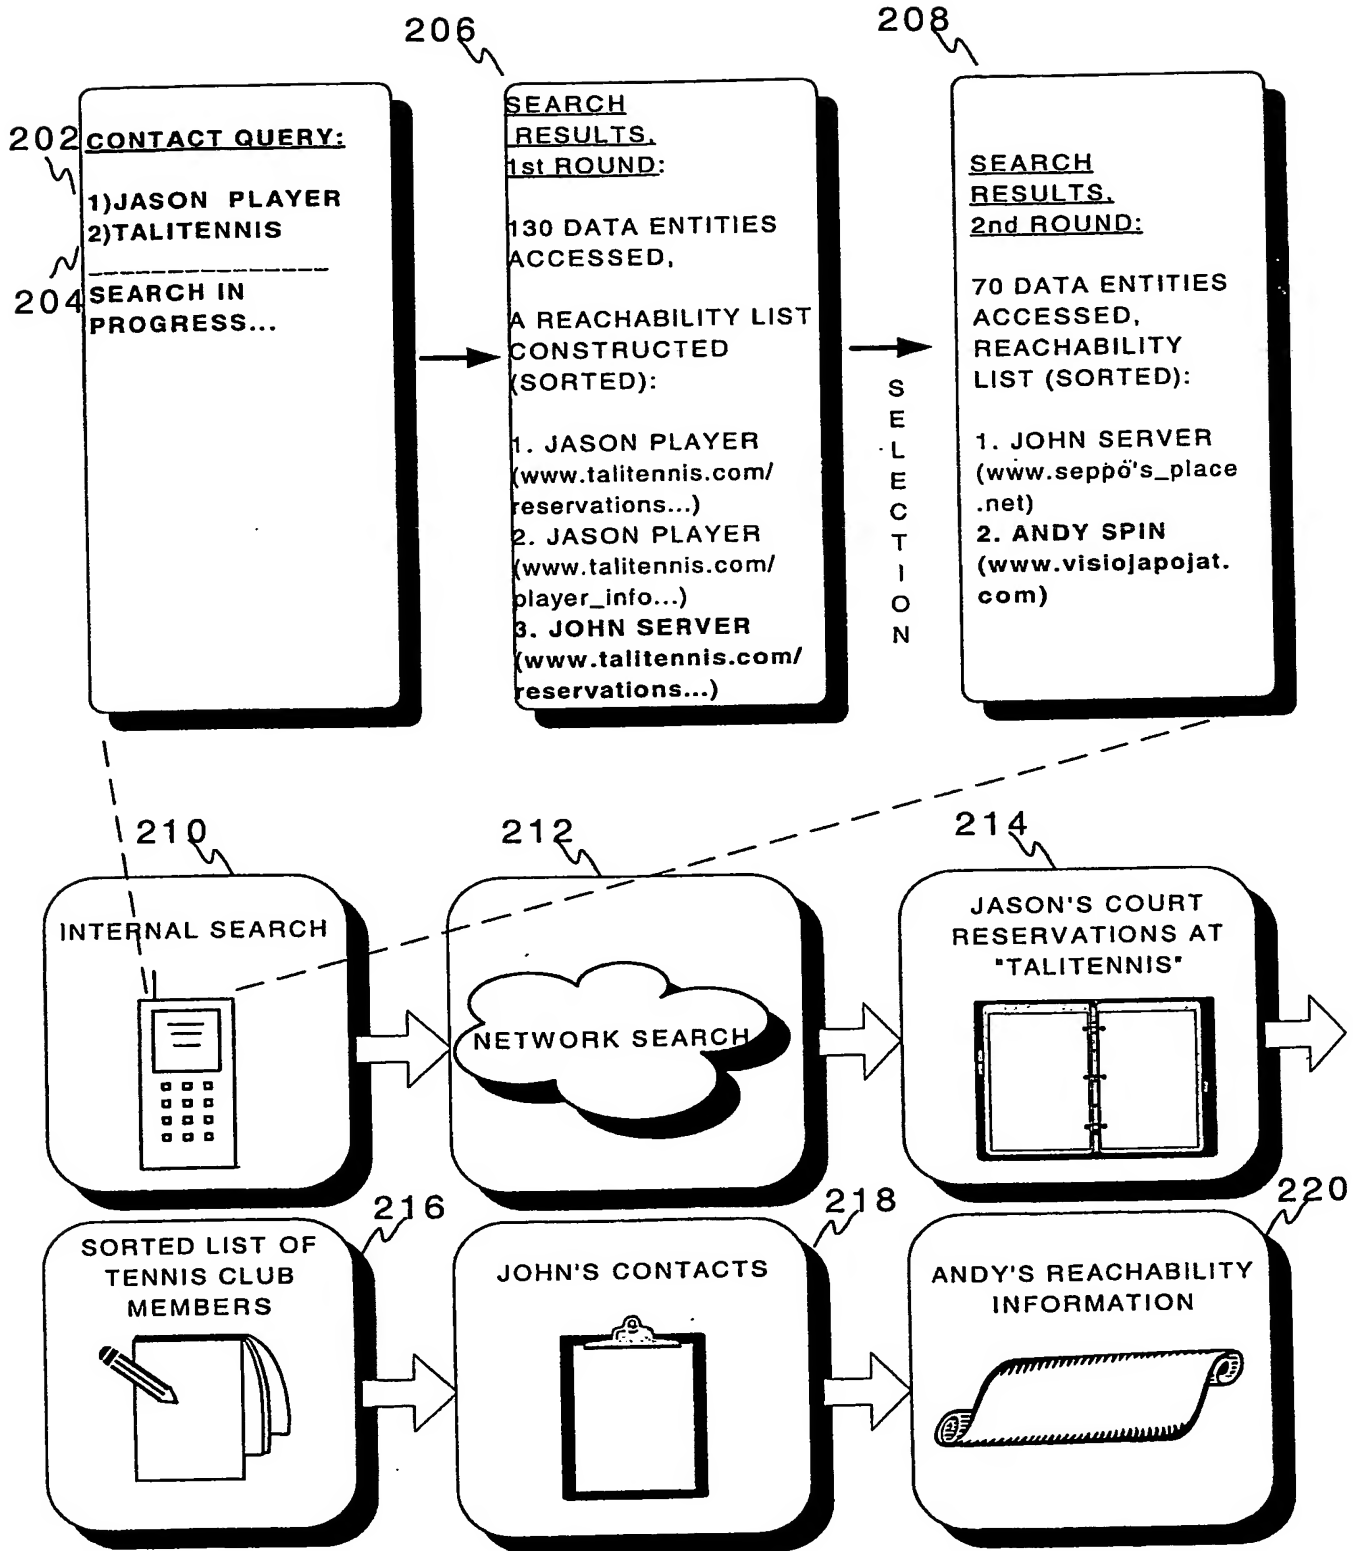 206
208
202
CONTACT QUERY:
1)JASON PLAYER
2)TALITENNIS
204
SEARCH IN
PROGRESS...
SEARCH
RESULTS,
1st ROUND:
130 DATA ENTITIES
ACCESSED,
A REACHABILITY LIST
CONSTRUCTED
(SORTED):
1. JASON PLAYER
(www.talitennis.com/
reservations...)
2. JASON PLAYER
(www.talitennis.com/
player_info...)
3. JOHN SERVER
(www.talitennis.com/
reservations...)
SELECTION
SEARCH
RESULTS,
2nd ROUND:
70 DATA ENTITIES
ACCESSED,
REACHABILITY
LIST (SORTED):
1. JOHN SERVER
(www.seppo's_place
.net)
2. ANDY SPIN
(www.visiojapojat.
com)
210
212
214
INTERNAL SEARCH
NETWORK SEARCH
JASON'S COURT
RESERVATIONS AT
"TALITENNIS"
216
218
220
SORTED LIST OF
TENNIS CLUB
MEMBERS
JOHN'S CONTACTS
ANDY'S REACHABILITY
INFORMATION